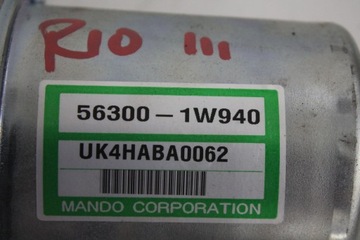 RIO III
56300-1W940
UK4HABA0062
MANDO CORPORATION